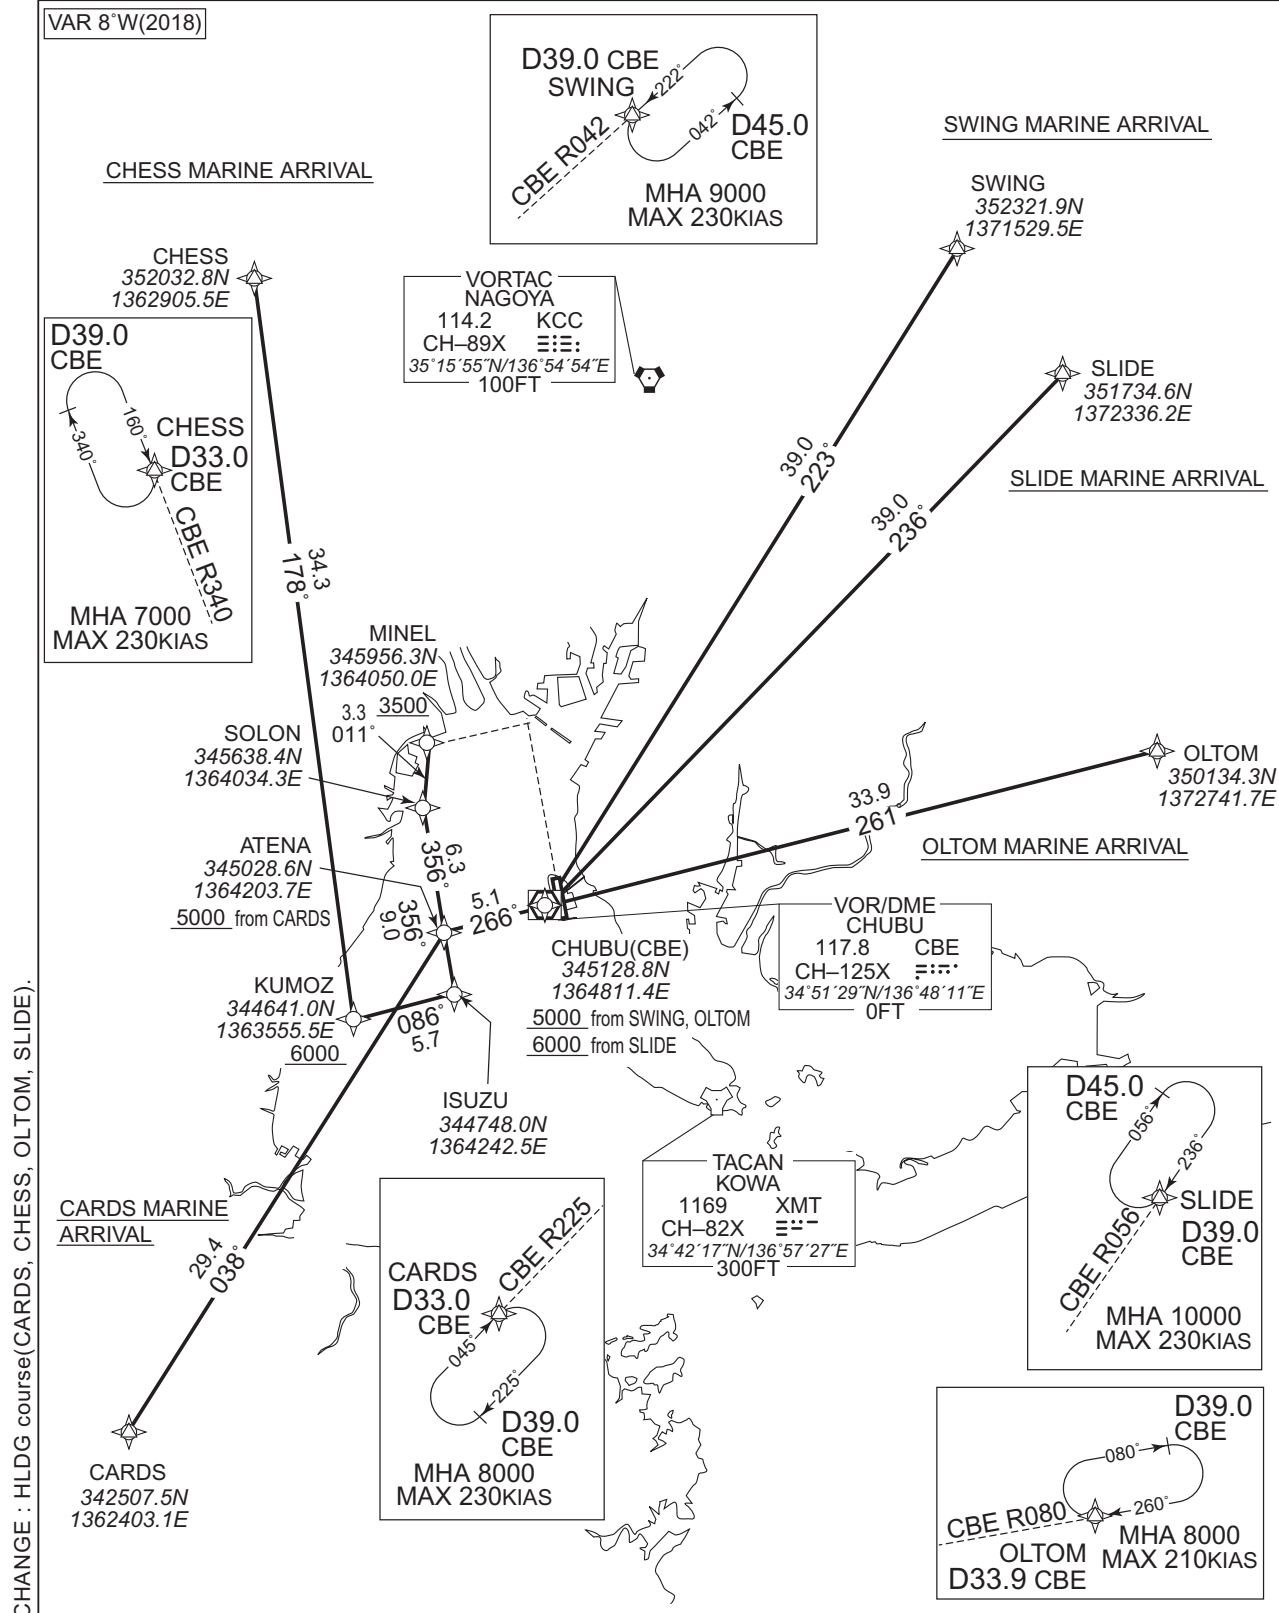 VAR 8°W(2018)
D39.0 CBE
SWING
222°
042°
D45.0
CBE
CBE R042
MHA 9000
MAX 230KIAS
SWING MARINE ARRIVAL
CHESS MARINE ARRIVAL
SWING
352321.9N
1371529.5E
CHESS
352032.8N
1362905.5E
VORTAC
NAGOYA
114.2 KCC
CH–89X
35°15′55″N/136°54′54″E
100FT
D39.0
CBE
160°
340°
CHESS
D33.0
CBE
CBE R340
MHA 7000
MAX 230KIAS
SLIDE
351734.6N
1372336.2E
SLIDE MARINE ARRIVAL
39.0
223°
39.0
236°
34.3
178°
MINEL
345956.3N
1364050.0E
3500
3.3
011°
SOLON
345638.4N
1364034.3E
OLTOM
350134.3N
1372741.7E
33.9
261
OLTOM MARINE ARRIVAL
ATENA
345028.6N
1364203.7E
5000 from CARDS
6.3
356°
5.1
266°
356°
9.0
VOR/DME
CHUBU
117.8 CBE
CH–125X
34°51′29″N/136°48′11″E
0FT
CHUBU(CBE)
345128.8N
1364811.4E
5000 from SWING, OLTOM
6000 from SLIDE
KUMOZ
344641.0N
1363555.5E
6000
086°
5.7
ISUZU
344748.0N
1364242.5E
TACAN
KOWA
1169 XMT
CH–82X
34°42′17″N/136°57′27″E
300FT
D45.0
CBE
056°
236°
SLIDE
D39.0
CBE
CBE R056
MHA 10000
MAX 230KIAS
CARDS MARINE
ARRIVAL
29.4
038°
CBE R225
CARDS
D33.0
CBE
045°
225°
D39.0
CBE
MHA 8000
MAX 230KIAS
CARDS
342507.5N
1362403.1E
D39.0
CBE
080°
260°
CBE R080
OLTOM
D33.9 CBE
MHA 8000
MAX 210KIAS
CHANGE : HLDG course(CARDS, CHESS, OLTOM, SLIDE).